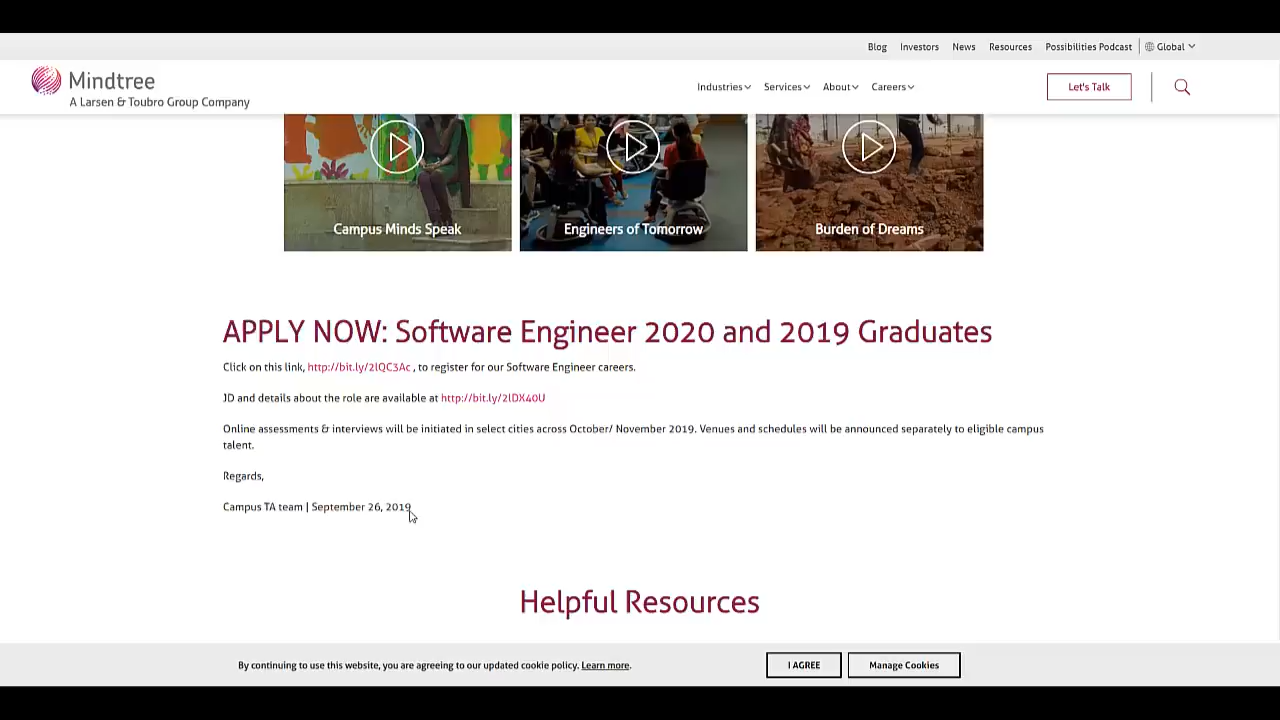 Blog Investors News Resources Possibilities Podcast Global
Mindtree
A Larsen & Toubro Group Company
Industries Services About Careers Let's Talk
Campus Minds Speak Engineers of Tomorrow Burden of Dreams
APPLY NOW: Software Engineer 2020 and 2019 Graduates
Click on this link, http://bit.ly/2lQC3Ac , to register for our Software Engineer careers.
JD and details about the role are available at http://bit.ly/2lDX40U
Online assessments & interviews will be initiated in select cities across October/ November 2019. Venues and schedules will be announced separately to eligible campus
talent.
Regards,
Campus TA team | September 26, 2019
Helpful Resources
By continuing to use this website, you are agreeing to our updated cookie policy. Learn more. I AGREE Manage Cookies